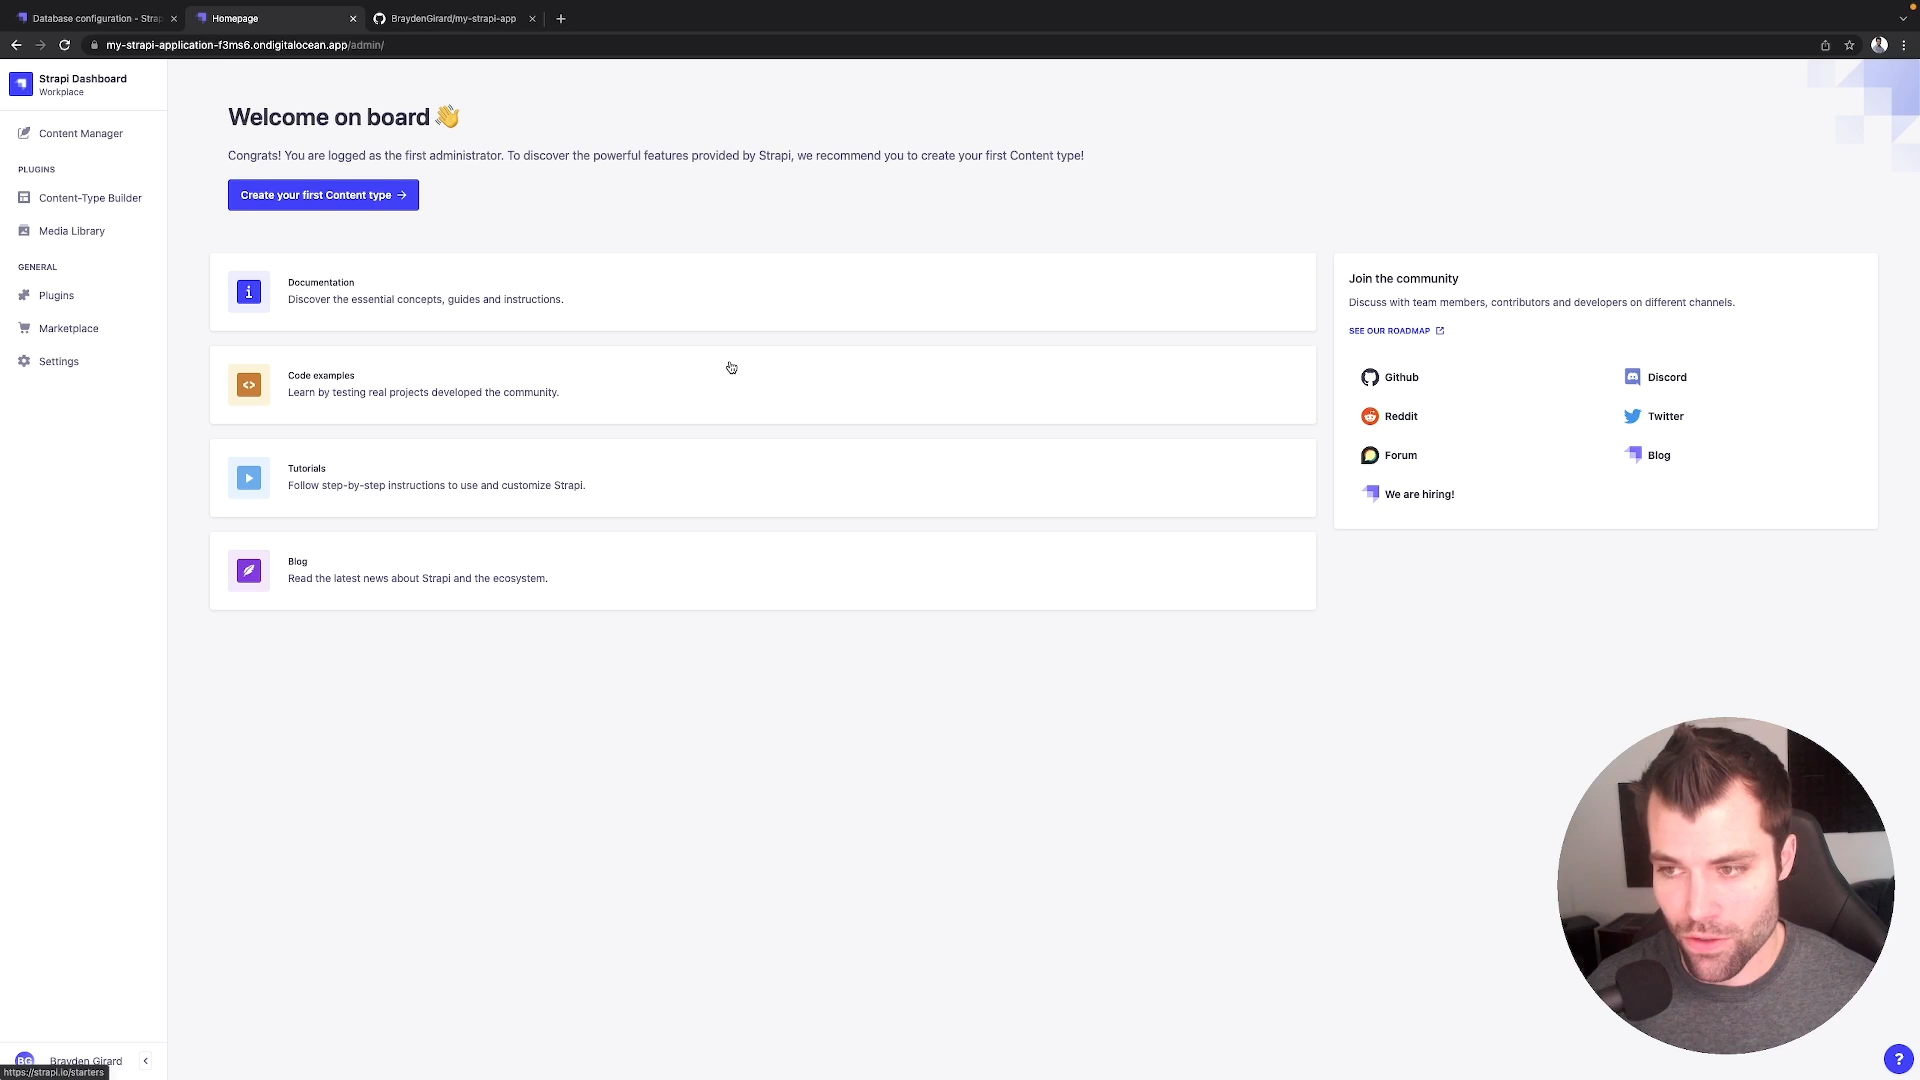 Database configuration - Strap
Homepage
BraydenGirard/my-strapi-app
my-strapi-application-f3ms6.ondigitalocean.app/admin/
Strapi Dashboard
Workplace
Content Manager
PLUGINS
Content-Type Builder
Media Library
GENERAL
Plugins
Marketplace
Settings
Welcome on board 👋
Congrats! You are logged as the first administrator. To discover the powerful features provided by Strapi, we recommend you to create your first Content type!
Create your first Content type →
Documentation
Discover the essential concepts, guides and instructions.
Code examples
Learn by testing real projects developed the community.
Tutorials
Follow step-by-step instructions to use and customize Strapi.
Blog
Read the latest news about Strapi and the ecosystem.
Join the community
Discuss with team members, contributors and developers on different channels.
SEE OUR ROADMAP
Github
Discord
Reddit
Twitter
Forum
Blog
We are hiring!
BG
Brayden Girard
https://strapi.io/starters
?